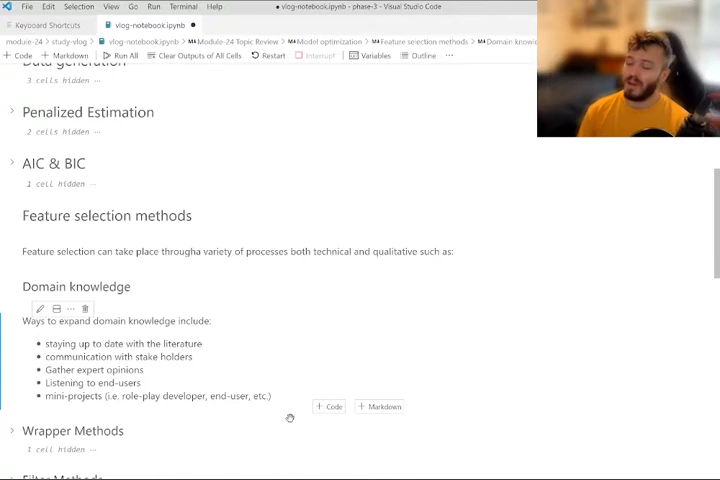 File Edit Selection View Go Run Terminal Help
vlog-notebook.ipynb - phase-3 - Visual Studio Code
Keyboard Shortcuts
vlog-notebook.ipynb
module-24 > study-vlog > vlog-notebook.ipynb > Module-24 Topic Review > Model optimization > Feature selection methods > Domain knowle
+ Code + Markdown Run All Clear Outputs of All Cells Restart Interrupt Variables Outline ...
Data generation
3 cells hidden ...
Penalized Estimation
2 cells hidden ...
AIC & BIC
1 cell hidden ...
Feature selection methods
Feature selection can take place througha variety of processes both technical and qualitative such as:
Domain knowledge
Ways to expand domain knowledge include:
staying up to date with the literature
communication with stake holders
Gather expert opinions
Listening to end-users
mini-projects (i.e. role-play developer, end-user, etc.)
+ Code + Markdown
Wrapper Methods
1 cell hidden ...
Filter Methods